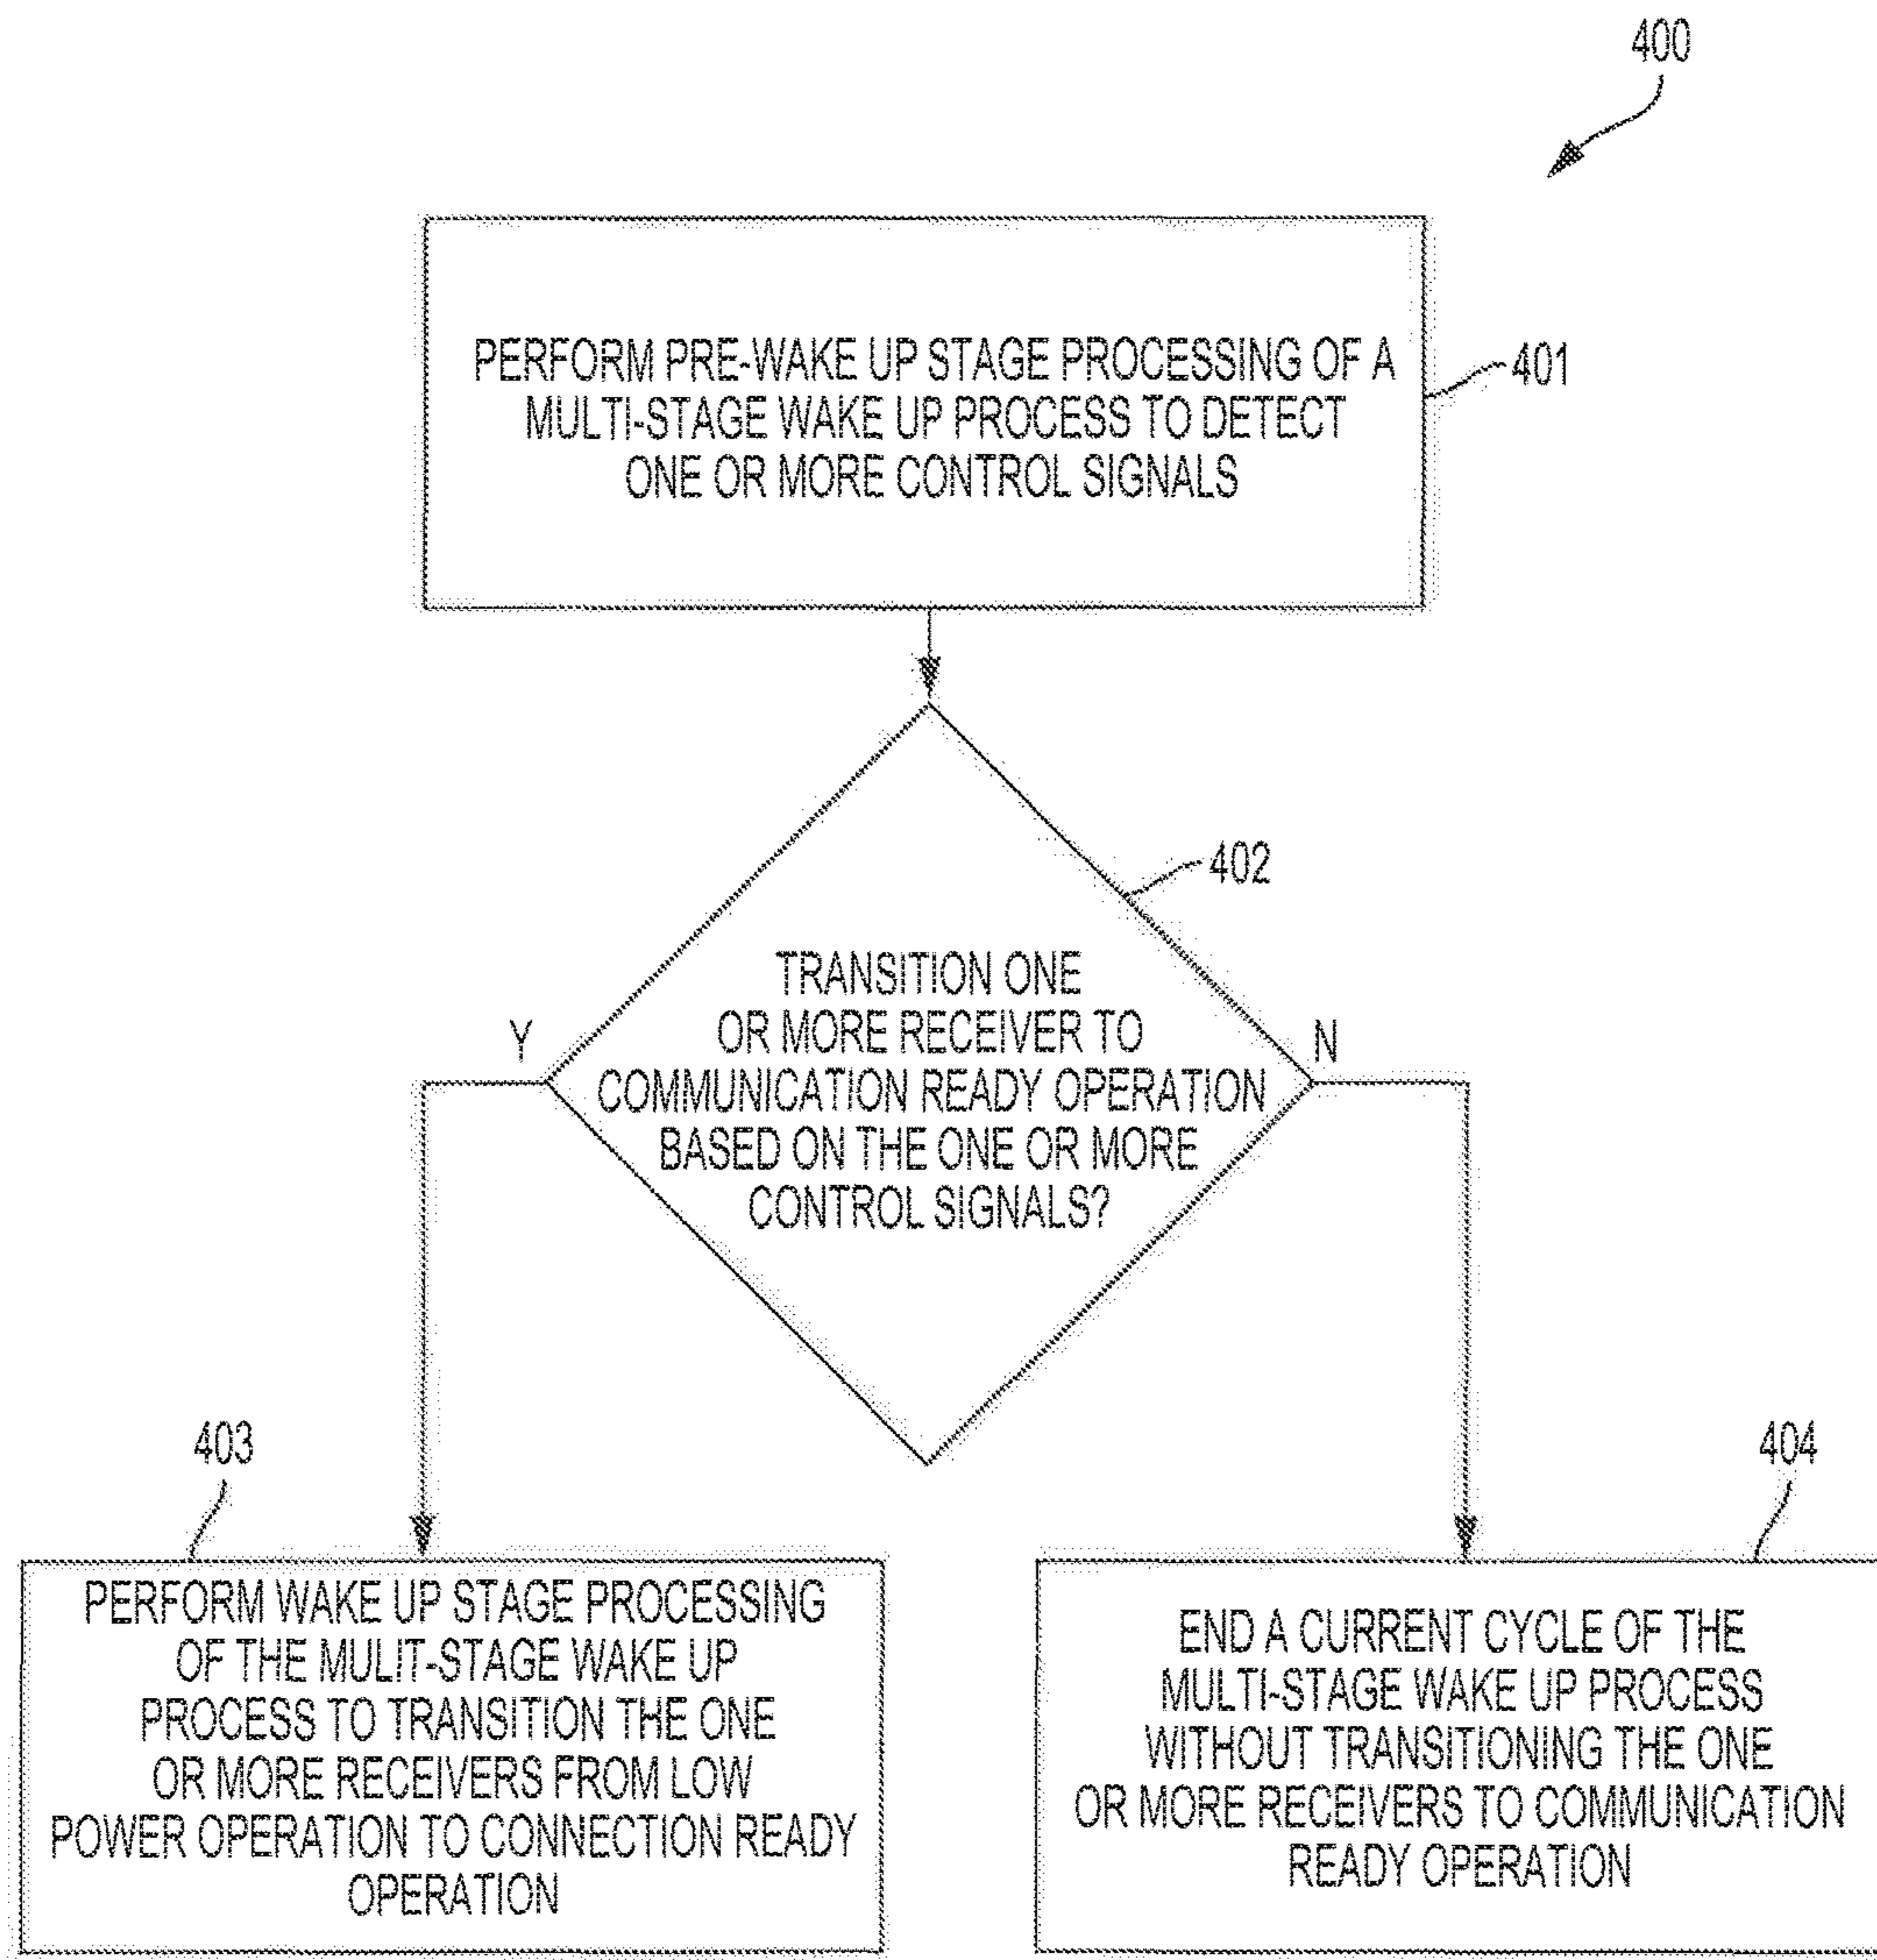 400
PERFORM PRE-WAKE UP STAGE PROCESSING OF A
MULTI-STAGE WAKE UP PROCESS TO DETECT
ONE OR MORE CONTROL SIGNALS
401
402
TRANSITION ONE
OR MORE RECEIVER TO
COMMUNICATION READY OPERATION
BASED ON THE ONE OR MORE
CONTROL SIGNALS?
Y
N
403
PERFORM WAKE UP STAGE PROCESSING
OF THE MULIT-STAGE WAKE UP
PROCESS TO TRANSITION THE ONE
OR MORE RECEIVERS FROM LOW
POWER OPERATION TO CONNECTION READY
OPERATION
404
END A CURRENT CYCLE OF THE
MULTI-STAGE WAKE UP PROCESS
WITHOUT TRANSITIONING THE ONE
OR MORE RECEIVERS TO COMMUNICATION
READY OPERATION